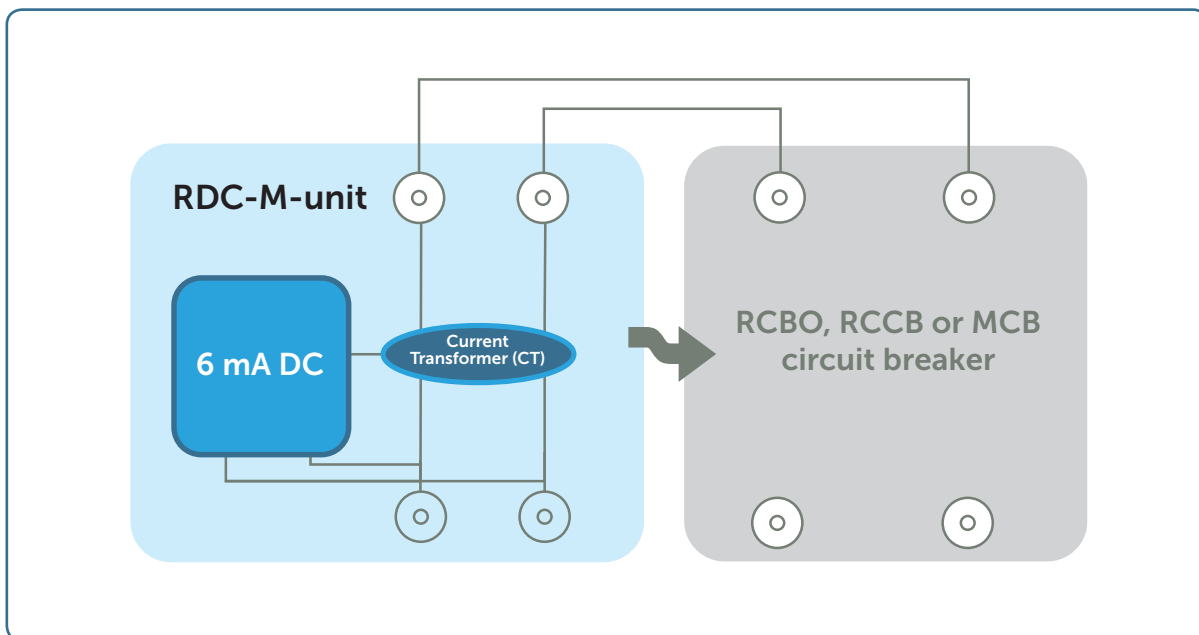 RDC-M-unit
6 mA DC
Current
Transformer (CT)
RCBO, RCCB or MCB
circuit breaker